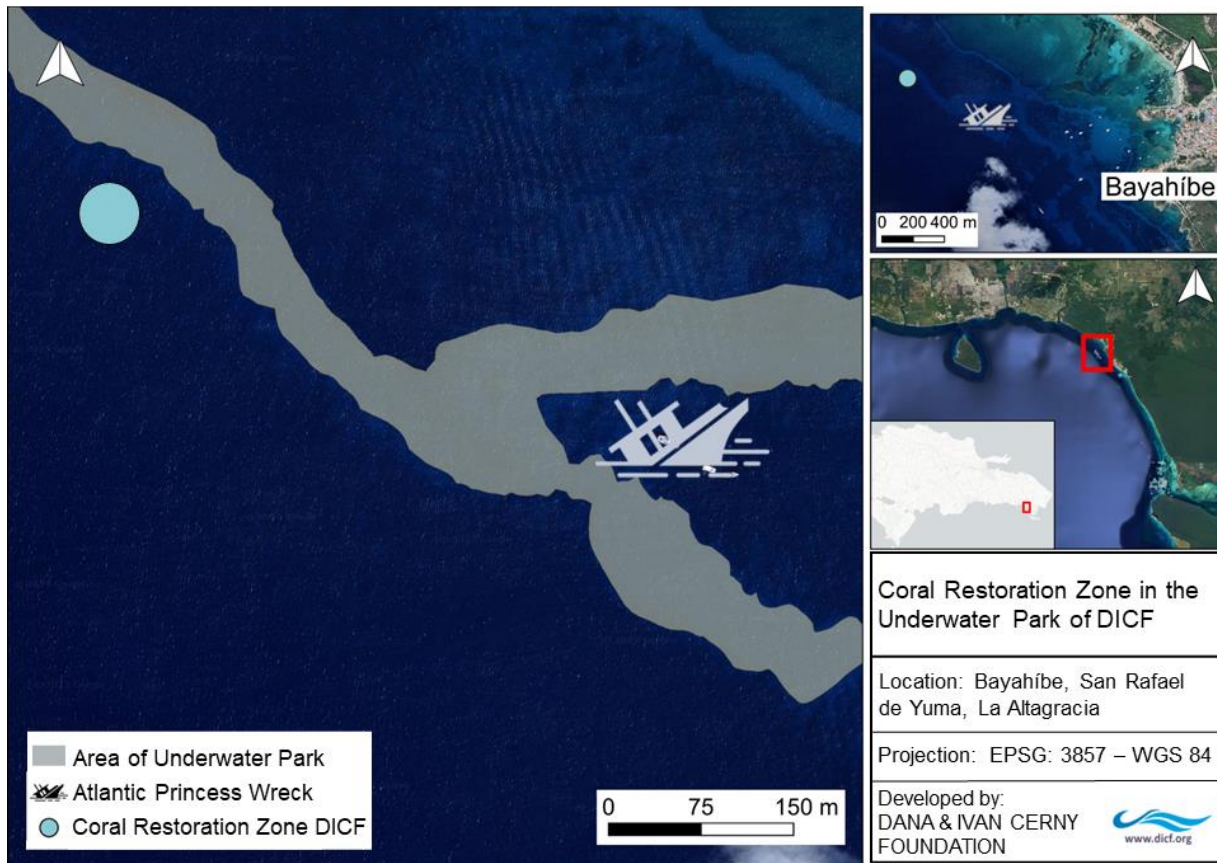 Area of Underwater Park
Atlantic Princess Wreck
Coral Restoration Zone DICF
0 75 150 m
0 200 400 m
Bayahíbe
Coral Restoration Zone in the
Underwater Park of DICF
Location: Bayahíbe, San Rafael
de Yuma, La Altagracia
Projection: EPSG: 3857 – WGS 84
Developed by:
DANA & IVAN CERNY
FOUNDATION
www.dicf.org